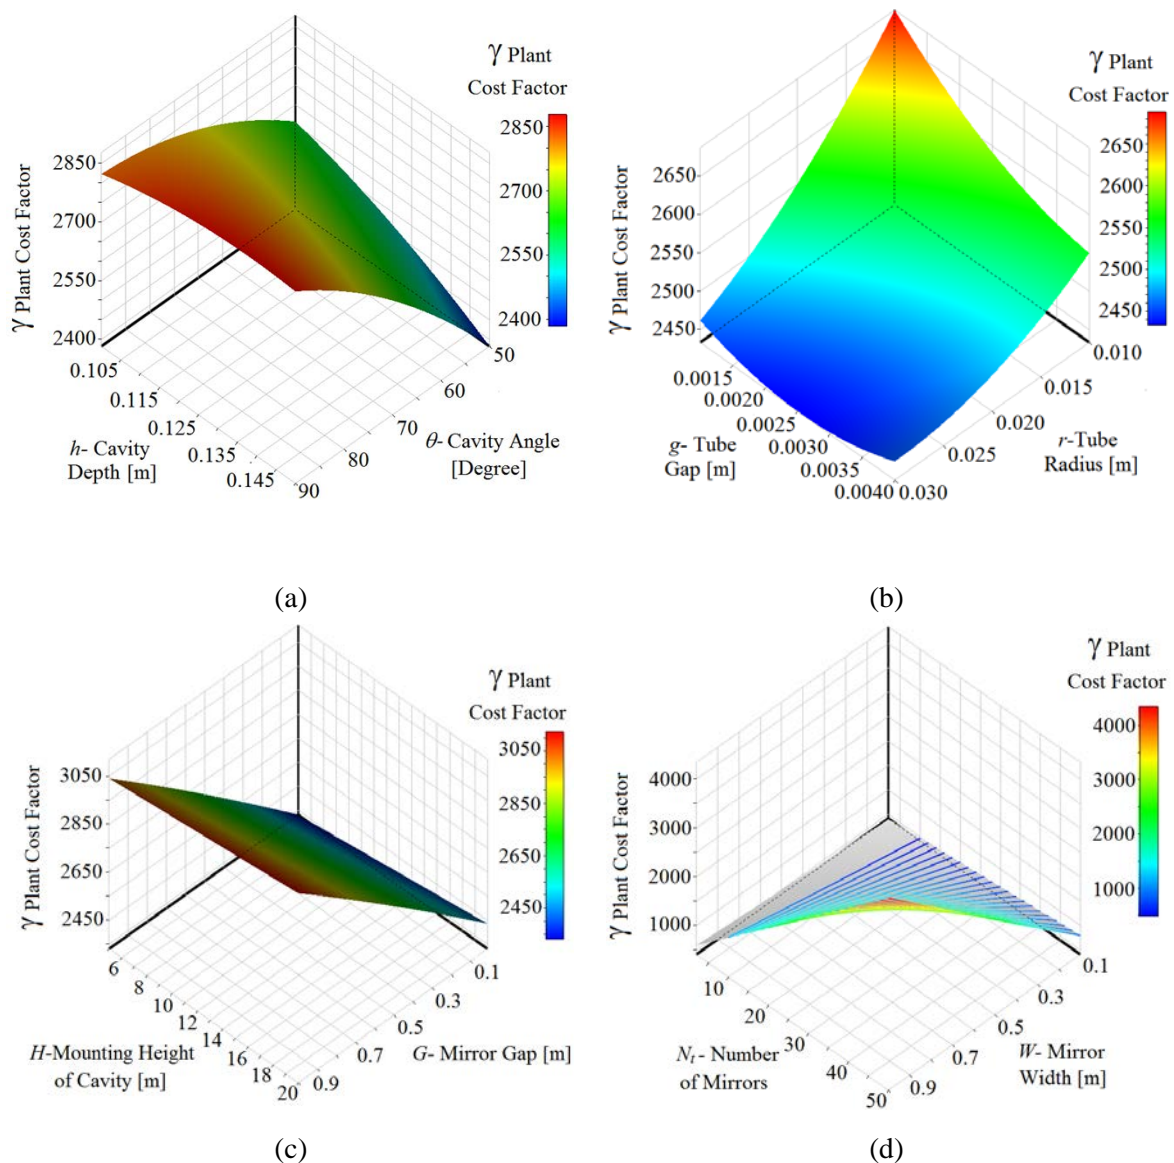 γ Plant
Cost Factor
2850
2700
2550
2400
γ Plant Cost Factor
2850
2700
2550
2400
0.105
0.115
0.125
0.135
0.145
h- Cavity
Depth [m]
50
60
70
80
90
θ- Cavity Angle
[Degree]
(a)
γ Plant
Cost Factor
2650
2600
2550
2500
2450
γ Plant Cost Factor
2650
2600
2550
2500
2450
0.0015
0.0020
0.0025
0.0030
0.0035
0.0040
g- Tube
Gap [m]
0.010
0.015
0.020
0.025
0.030
r-Tube
Radius [m]
(b)
γ Plant
Cost Factor
3050
2850
2650
2450
γ Plant Cost Factor
3050
2850
2650
2450
6
8
10
12
14
16
18
20
H-Mounting Height
of Cavity [m]
0.1
0.3
0.5
0.7
0.9
G- Mirror Gap [m]
(c)
γ Plant
Cost Factor
4000
3000
2000
1000
γ Plant Cost Factor
4000
3000
2000
1000
10
20
30
40
50
Nt - Number
of Mirrors
0.1
0.3
0.5
0.7
0.9
W- Mirror
Width [m]
(d)